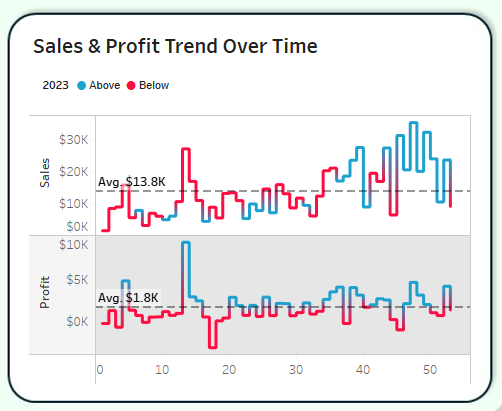 Sales & Profit Trend Over Time
2023 Above Below
Sales
$30K
$20K
Avg. $13.8K
$10K
$0K
Profit
$10K
$5K
Avg. $1.8K
$0K
0 10 20 30 40 50